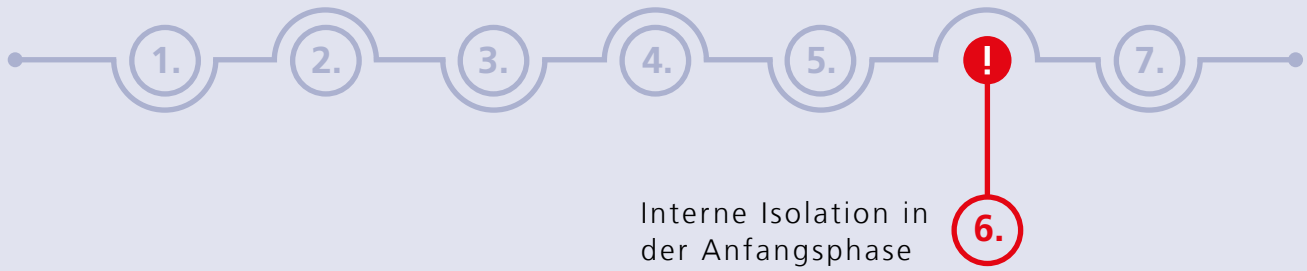 1. 2. 3. 4. 5. ! 7.
Interne Isolation in
der Anfangsphase
6.